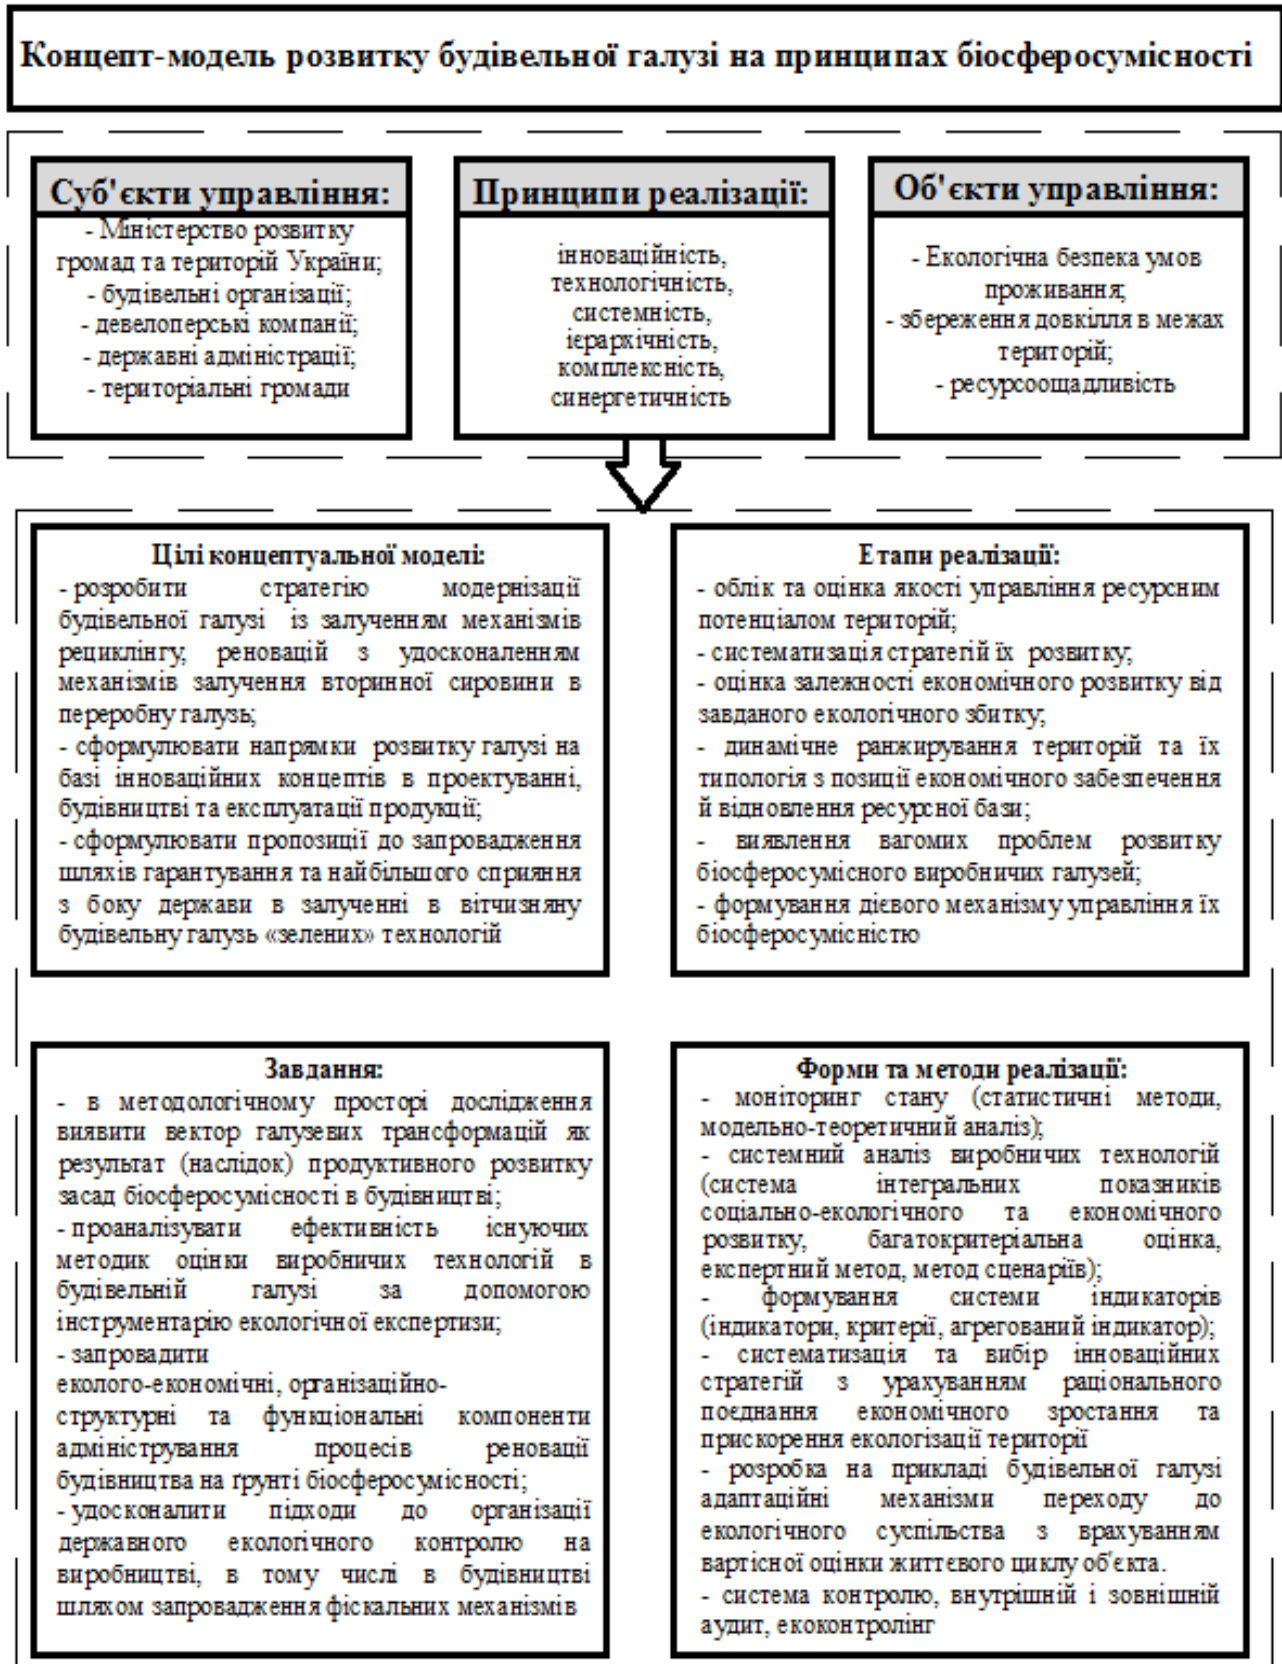 Концепт-модель розвитку будівельної галузі на принципах біосферосумісності
Суб'єкти управління:
- Міністерство розвитку
громад та територій України;
- будівельні організації;
- девелоперські компанії;
- державні адміністрації;
- територіальні громади
Принципи реалізації:
інноваційність,
технологічність,
системність,
ієрархічність,
комплексність,
синергетичність
Об'єкти управління:
- Екологічна безпека умов
проживання;
- збереження довкілля в межах
територій;
- ресурсоощадливість
Цілі концептуальної моделі:
- розробити стратегію модернізації
будівельної галузі із залученням механізмів
рециклінгу, реновацій з удосконаленням
механізмів залучення вторинної сировини в
переробну галузь;
- сформулювати напрямки розвитку галузі на
базі інноваційних концептів в проектуванні,
будівництві та експлуатації продукції;
- сформулювати пропозиції до запровадження
шляхів гарантування та найбільшого сприяння
з боку держави в залученні в вітчизняну
будівельну галузь «зелених» технологій
Етапи реалізації:
- облік та оцінка якості управління ресурсним
потенціалом територій;
- систематизація стратегій їх розвитку;
- оцінка залежності економічного розвитку від
завданого екологічного збитку;
- динамічне ранжирування територій та їх
типологія з позиції економічного забезпечення
й відновлення ресурсної бази;
- виявлення вагомих проблем розвитку
біосферосумісного виробничих галузей;
- формування дієвого механізму управління їх
біосферосумісністю
Завдання:
- в методологічному просторі дослідження
виявити вектор галузевих трансформацій як
результат (наслідок) продуктивного розвитку
засад біосферосумісності в будівництві;
- проаналізувати ефективність існуючих
методик оцінки виробничих технологій в
будівельній галузі за допомогою
інструментарію екологічної експертизи;
- запровадити
еколого-економічні, організаційно-
структурні та функціональні компоненти
адміністрування процесів реновації
будівництва на ґрунті біосферосумісності;
- удосконалити підходи до організації
державного екологічного контролю на
виробництві, в тому числі в будівництві
шляхом запровадження фіскальних механізмів
Форми та методи реалізації:
- моніторинг стану (статистичні методи,
модельно-теоретичний аналіз);
- системний аналіз виробничих технологій
(система інтегральних показників
соціально-екологічного та економічного
розвитку, багатокритеріальна оцінка,
експертний метод, метод сценаріїв);
- формування системи індикаторів
(індикатори, критерії, агрегований індикатор);
- систематизація та вибір інноваційних
стратегій з урахуванням раціонального
поєднання економічного зростання та
прискорення екологізації території
- розробка на прикладі будівельної галузі
адаптаційні механізми переходу до
екологічного суспільства з врахуванням
вартісної оцінки життєвого циклу об'єкта.
- система контролю, внутрішній і зовнішній
аудит, екоконтролінг